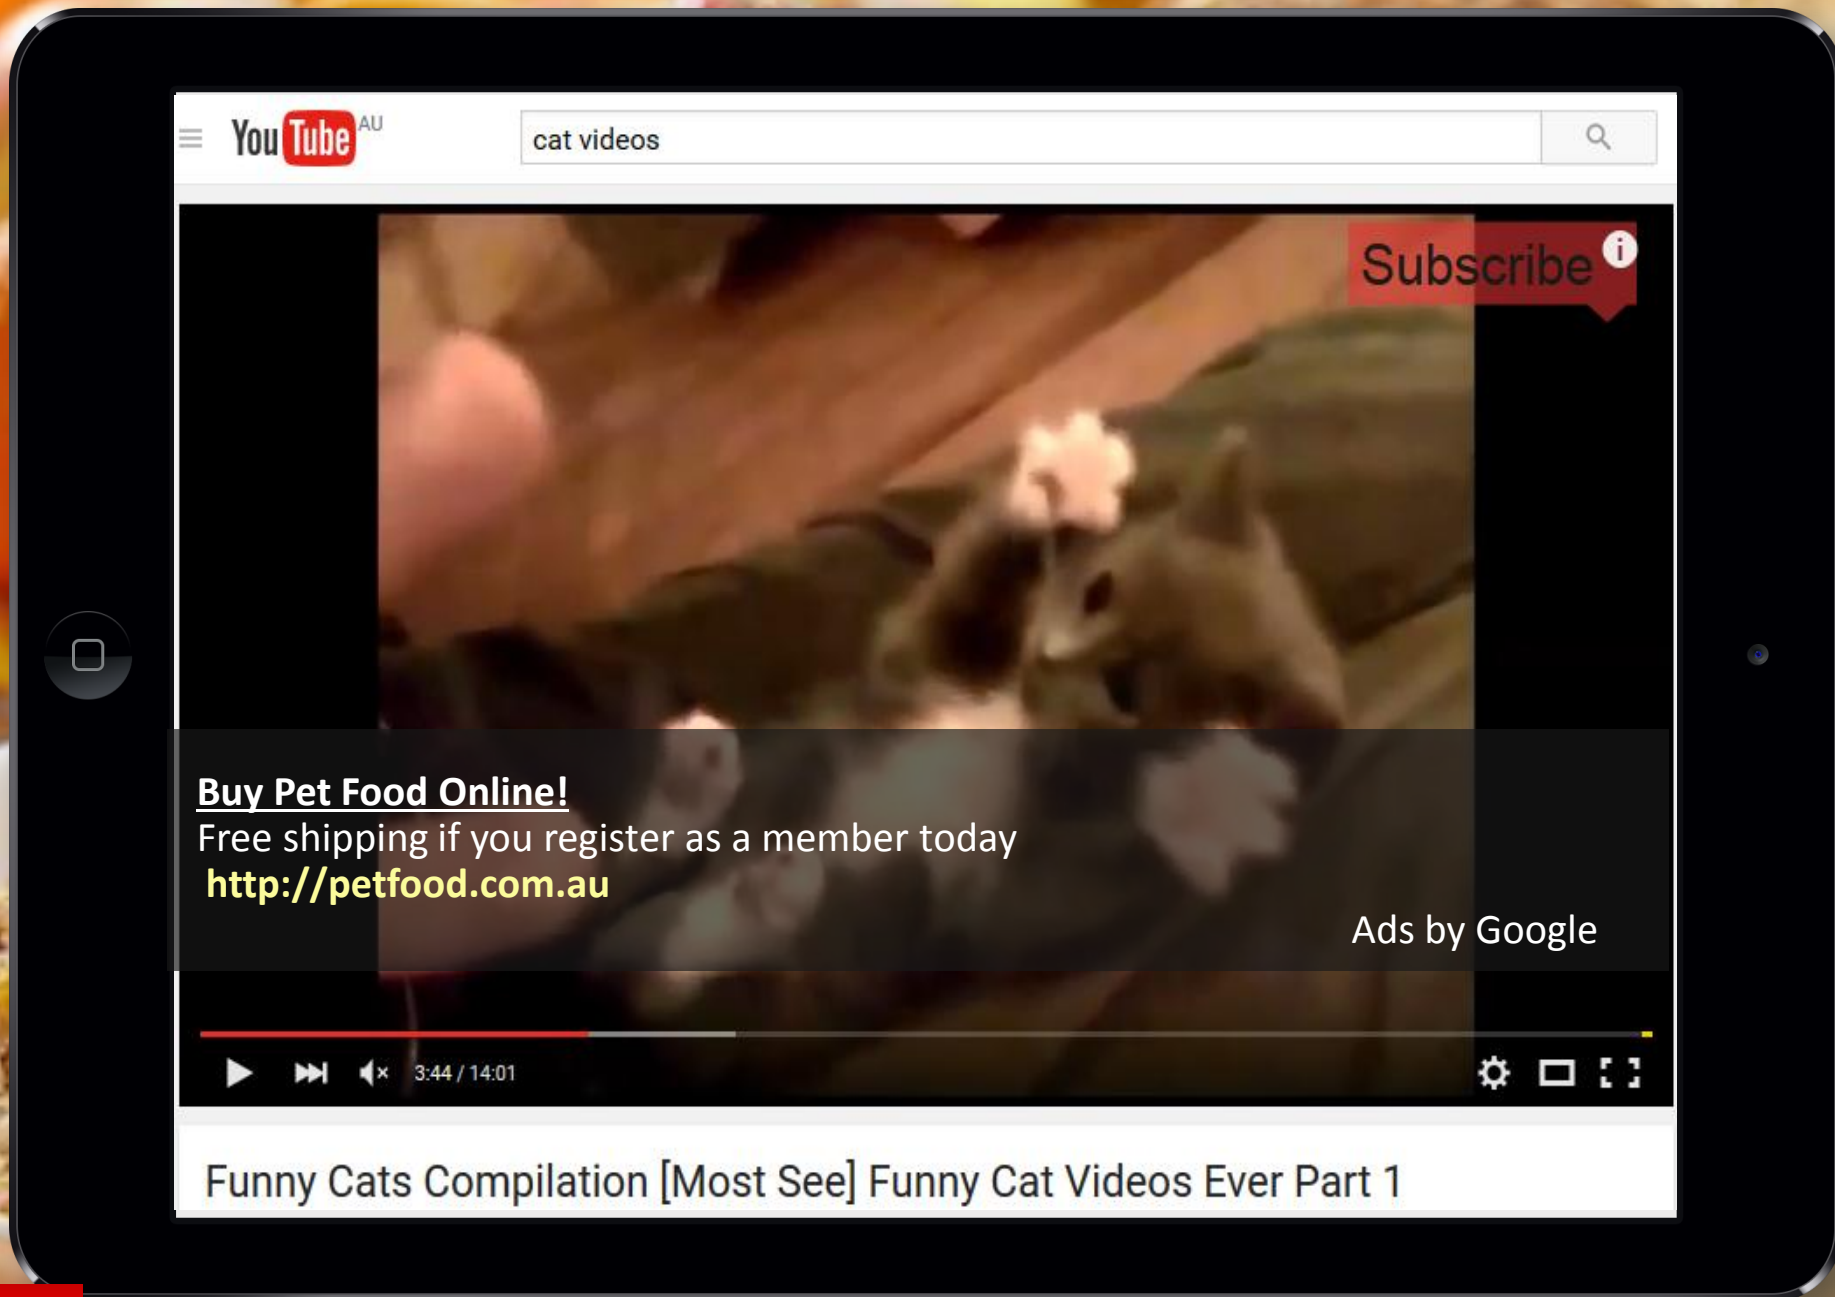 YouTube AU
cat videos
Subscribe i
Buy Pet Food Online!
Free shipping if you register as a member today
http://petfood.com.au
Ads by Google
3:44 / 14:01
Funny Cats Compilation [Most See] Funny Cat Videos Ever Part 1